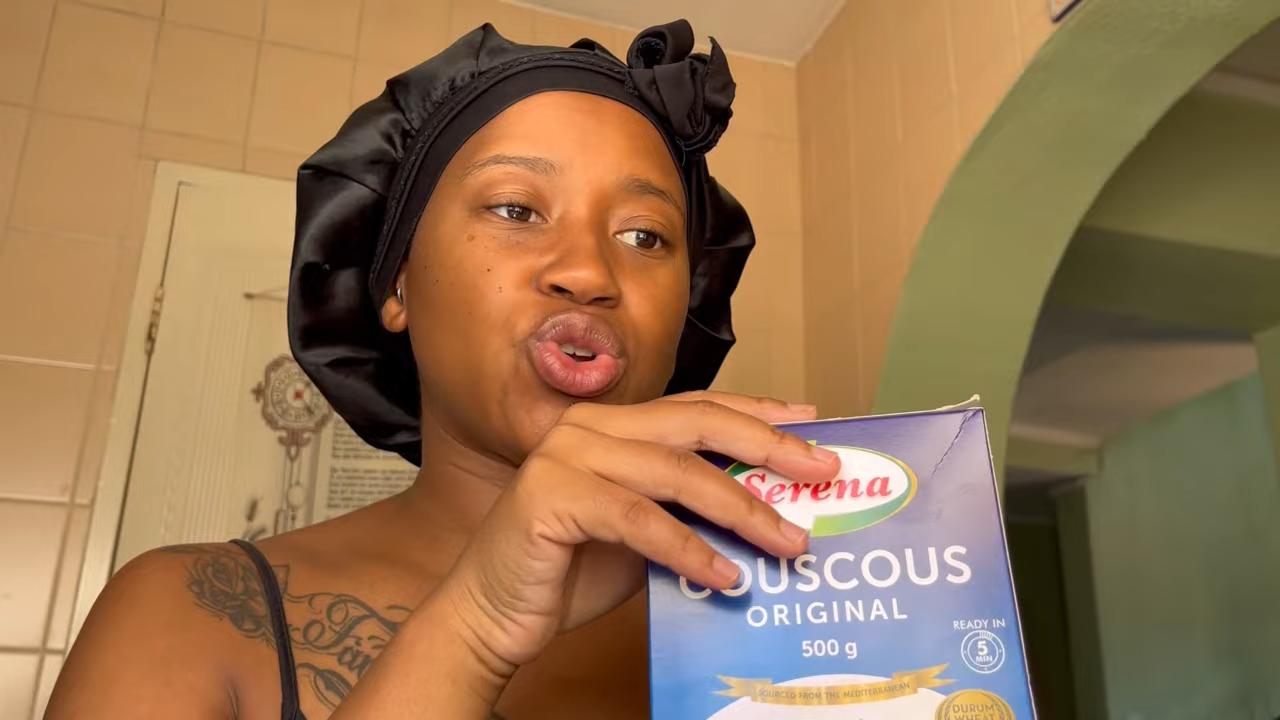 Serena
COUSCOUS
ORIGINAL
500 g
READY IN
5
MIN
SOURCED FROM THE MEDITERRANEAN
DURUM
WHEAT